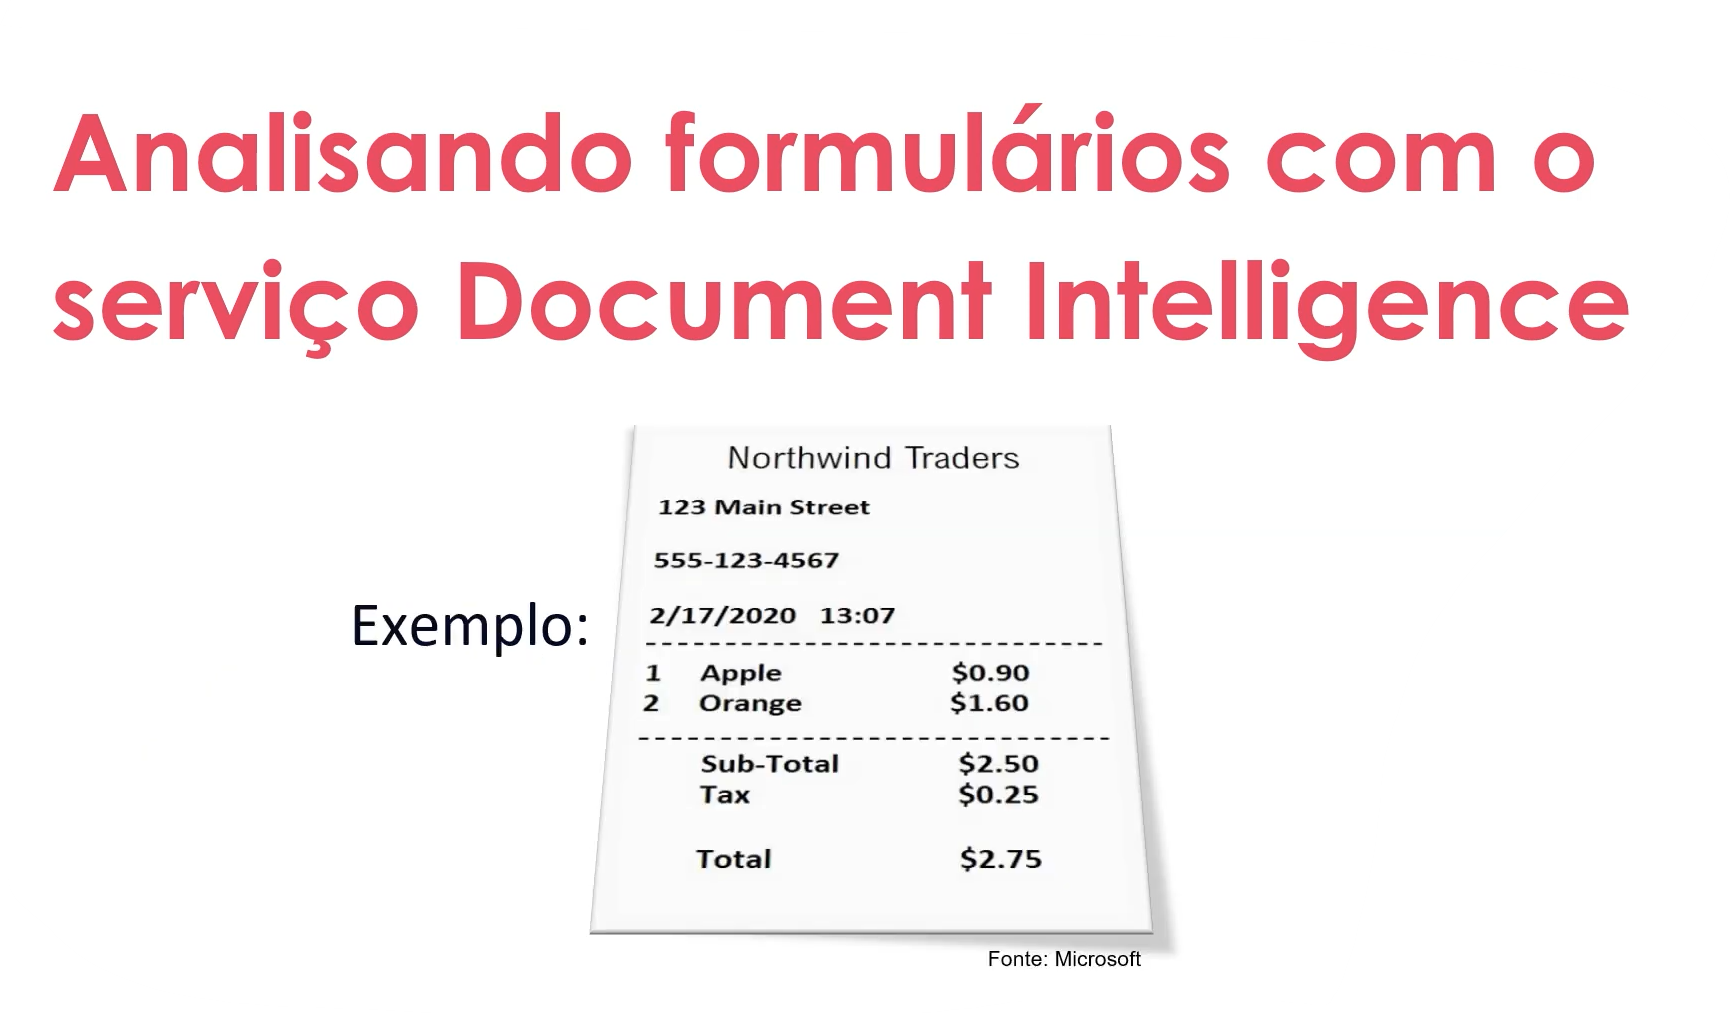 Analisando formulários com o
serviço Document Intelligence
Exemplo:
Northwind Traders
123 Main Street
555-123-4567
2/17/2020 13:07
1 Apple $0.90
2 Orange $1.60
Sub-Total $2.50
Tax $0.25
Total $2.75
Fonte: Microsoft